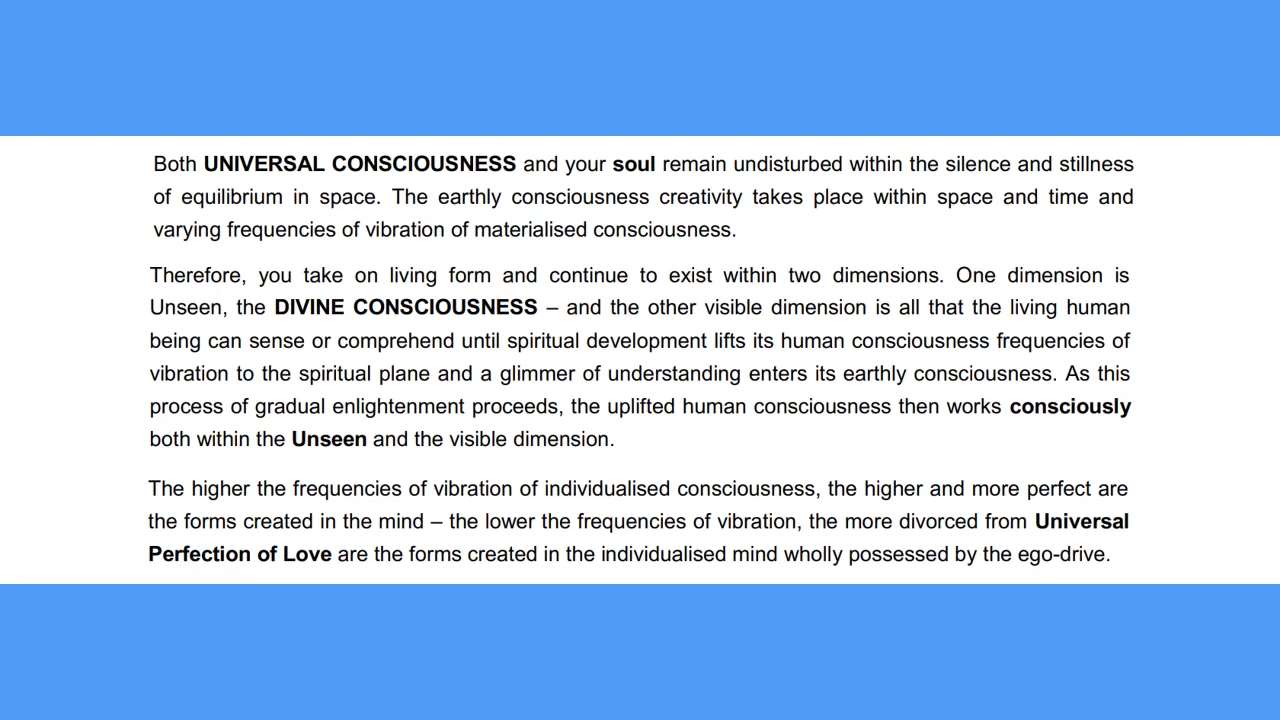 Both UNIVERSAL CONSCIOUSNESS and your soul remain undisturbed within the silence and stillness
of equilibrium in space. The earthly consciousness creativity takes place within space and time and
varying frequencies of vibration of materialised consciousness.
Therefore, you take on living form and continue to exist within two dimensions. One dimension is
Unseen, the DIVINE CONSCIOUSNESS – and the other visible dimension is all that the living human
being can sense or comprehend until spiritual development lifts its human consciousness frequencies of
vibration to the spiritual plane and a glimmer of understanding enters its earthly consciousness. As this
process of gradual enlightenment proceeds, the uplifted human consciousness then works consciously
both within the Unseen and the visible dimension.
The higher the frequencies of vibration of individualised consciousness, the higher and more perfect are
the forms created in the mind – the lower the frequencies of vibration, the more divorced from Universal
Perfection of Love are the forms created in the individualised mind wholly possessed by the ego-drive.